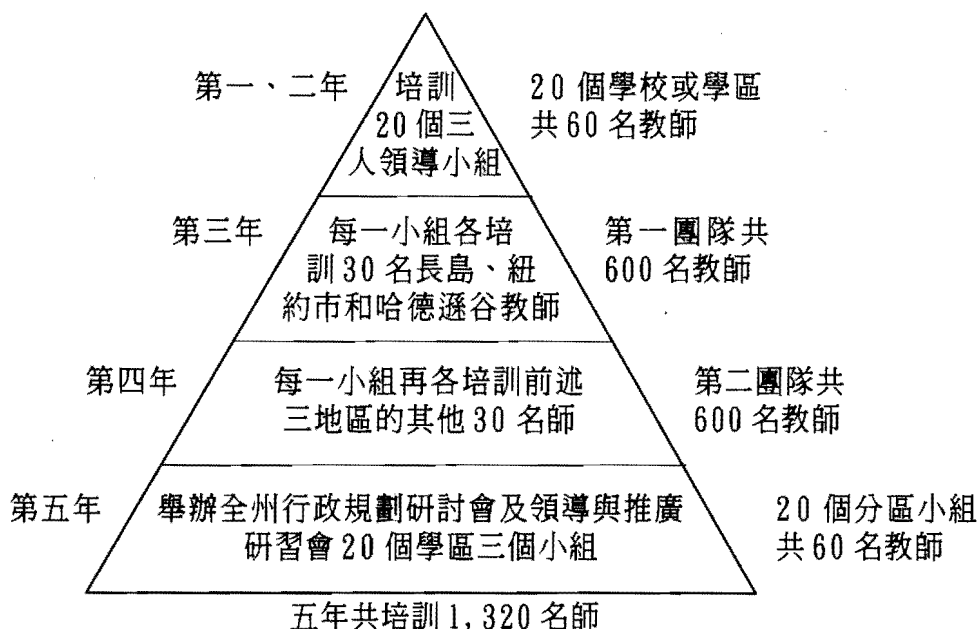 第一、二年
培訓
20個三
人領導小組
20個學校或學區
共60名教師
第三年
每一小組各培
訓30名長島、紐
約市和哈德遜谷教師
第一團隊共
600名教師
第四年
每一小組再各培訓前述
三地區的其他30名師
第二團隊共
600名教師
第五年
舉辦全州行政規劃研討會及領導與推廣
研習會20個學區三個小組
20個分區小組
共60名教師
五年共培訓1,320名師